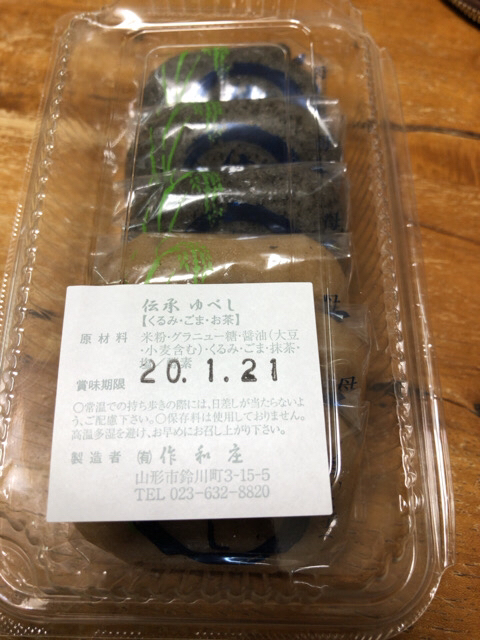 伝承 ゆべし
【くるみ・ごま・お茶】
原材料 米粉・グラニュー糖・醤油(大豆
・小麦含む)・くるみ・ごま・抹茶・
素
賞味期限 20.1.21
○常温での持ち歩きの際には、日差しが当たらないよ
う、ご配慮下さい。○保存料は使用しておりません。
高温多湿を避け、お早めにお召し上がり下さい。
製造者 ㈲ 作和庄
山形市鈴川町3-15-5
TEL 023-632-8820